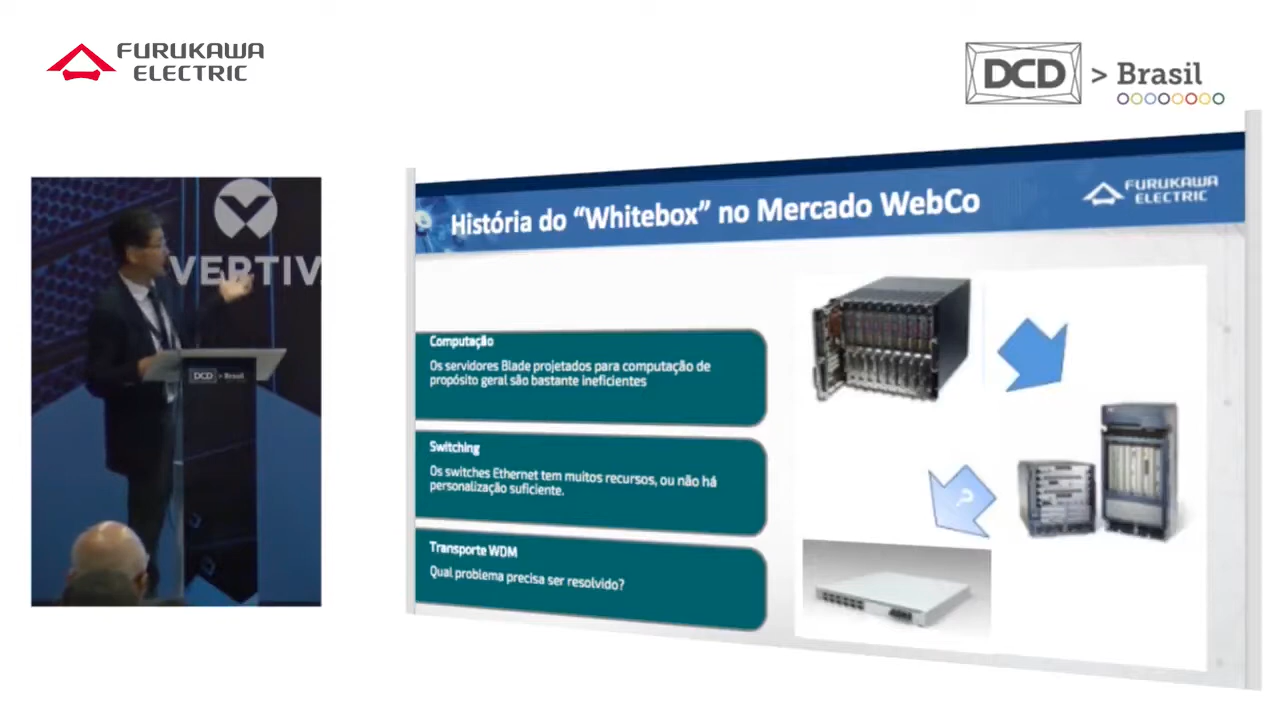 FURUKAWA
ELECTRIC
DCD > Brasil
VERTIV
DCD > Brasil
História do “Whitebox” no Mercado WebCo
FURUKAWA
ELECTRIC
Computação
Os servidores Blade projetados para computação de
propósito geral são bastante ineficientes
Switching
Os switches Ethernet tem muitos recursos, ou não há
personalização suficiente.
Transporte WDM
Qual problema precisa ser resolvido?
?